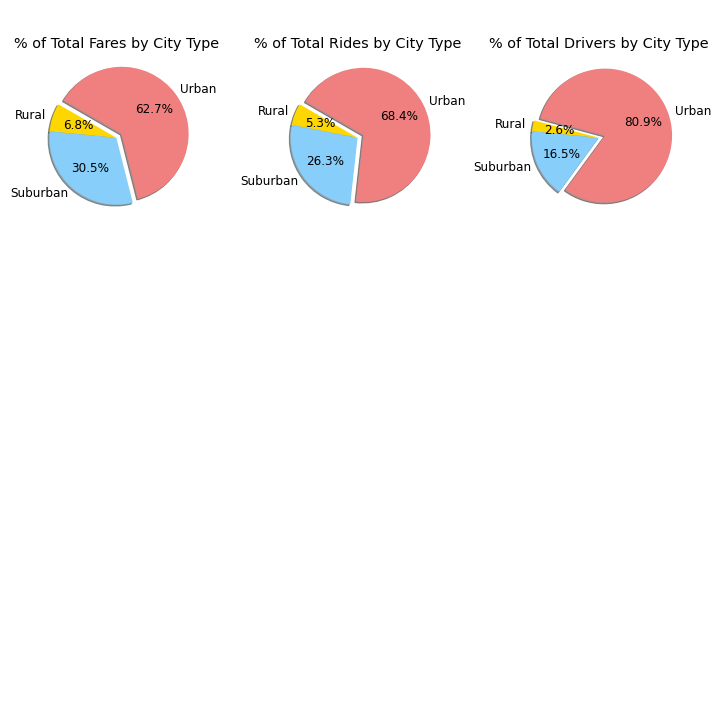 % of Total Fares by City Type
Urban
62.7%
Rural
6.8%
30.5%
Suburban
% of Total Rides by City Type
Urban
68.4%
Rural
5.3%
26.3%
Suburban
% of Total Drivers by City Type
Urban
80.9%
Rural
2.6%
16.5%
Suburban